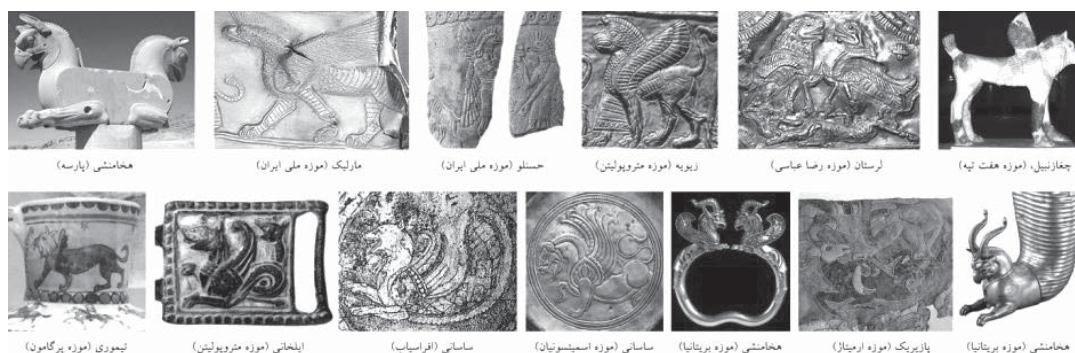 چغازنبیل، (موزه هفت تپه)
لرستان (موزه رضا عباسی)
زیویه (موزه متروپولیتن)
حسنلو (موزه ملی ایران)
مارلیک (موزه ملی ایران)
هخامنشی (پارسه)
هخامنشی (موزه بریتانیا)
پازیریک (موزه ارمیتاژ)
هخامنشی (موزه بریتانیا)
ساسانی (موزه اسمیتسونیان)
ساسانی (افراسیاب)
ایلخانی (موزه متروپولیتن)
تیموری (موزه پرگامون)